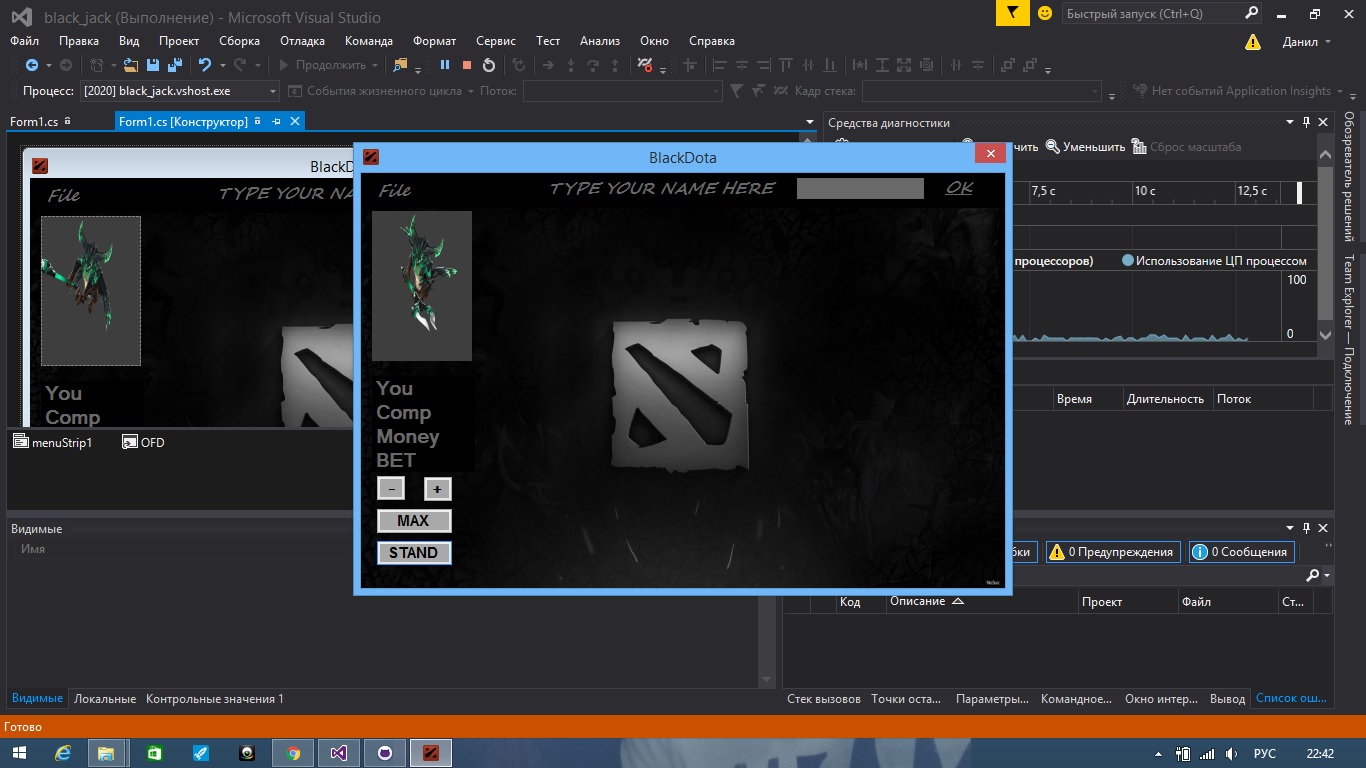 black_jack (Выполнение) - Microsoft Visual Studio
Быстрый запуск (Ctrl+Q)
Файл Правка Вид Проект Сборка Отладка Команда Формат Сервис Тест Анализ Окно Справка
Данил
Продолжить
Процесс: [2020] black_jack.vshost.exe События жизненного цикла Поток: Кадр стека: Нет событий Application Insights
Form1.cs Form1.cs [Конструктор]
Средства диагностики
Обозреватель решений
Team Explorer — Подключение
чить Уменьшить Сброс масштаба
7,5 с 10 с 12,5 с
процессоров) Использование ЦП процессом
100
0
Время Длительность Поток
BlackD
File TYPE YOUR NA
You
Comp
BlackDota
File TYPE YOUR NAME HERE OK
You
Comp
Money
BET
- +
MAX
STAND
menuStrip1 OFD
Видимые
Имя
бки 0 Предупреждения 0 Сообщения
Код Описание Проект Файл Ст...
Видимые Локальные Контрольные значения 1
Стек вызовов Точки оста... Параметры... Командное... Окно интер... Вывод Список ош...
Готово
РУС 22:42